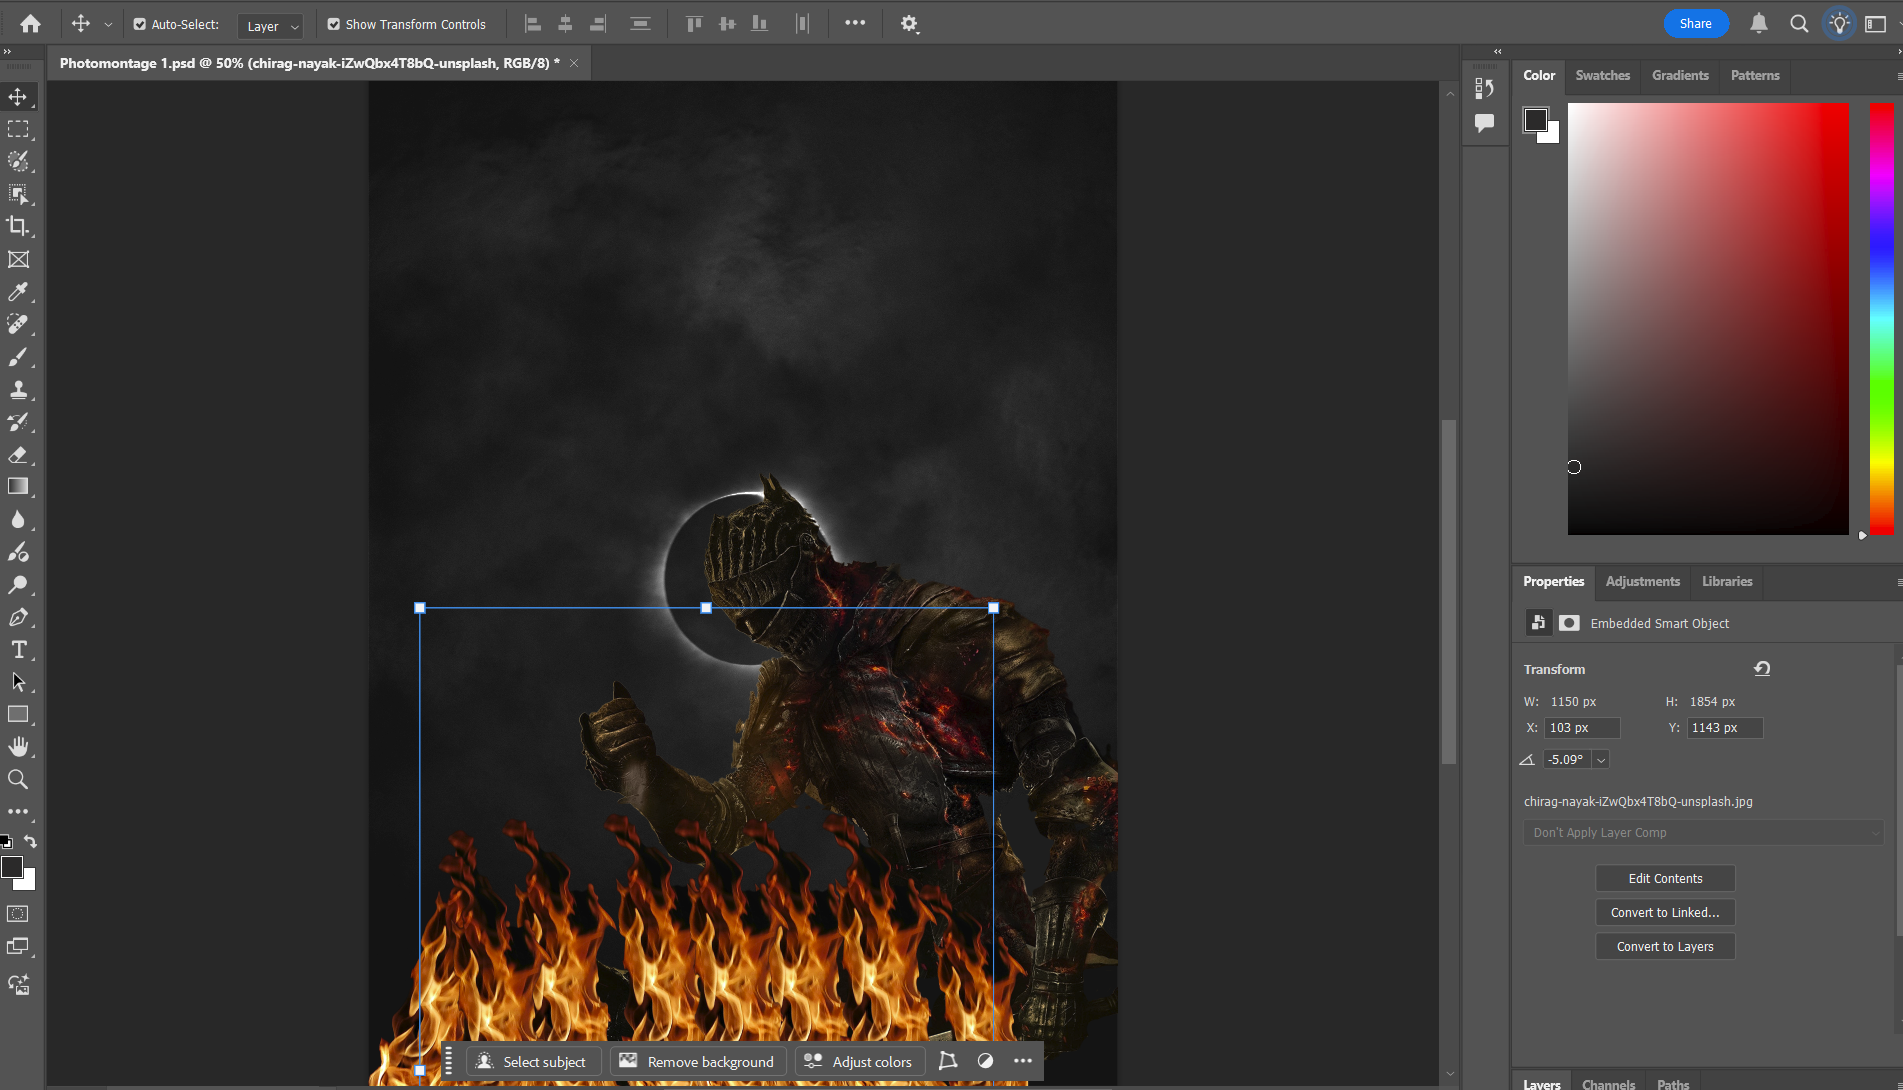 Auto-Select: Layer Show Transform Controls Share
Photomontage 1.psd @ 50% (chirag-nayak-iZwQbx4T8bQ-unsplash, RGB/8) *
Color Swatches Gradients Patterns
Properties Adjustments Libraries
Embedded Smart Object
Transform
W: 1150 px H: 1854 px
X: 103 px Y: 1143 px
-5.09°
chirag-nayak-iZwQbx4T8bQ-unsplash.jpg
Don't Apply Layer Comp
Edit Contents
Convert to Linked...
Convert to Layers
Select subject Remove background Adjust colors
Layers Channels Paths